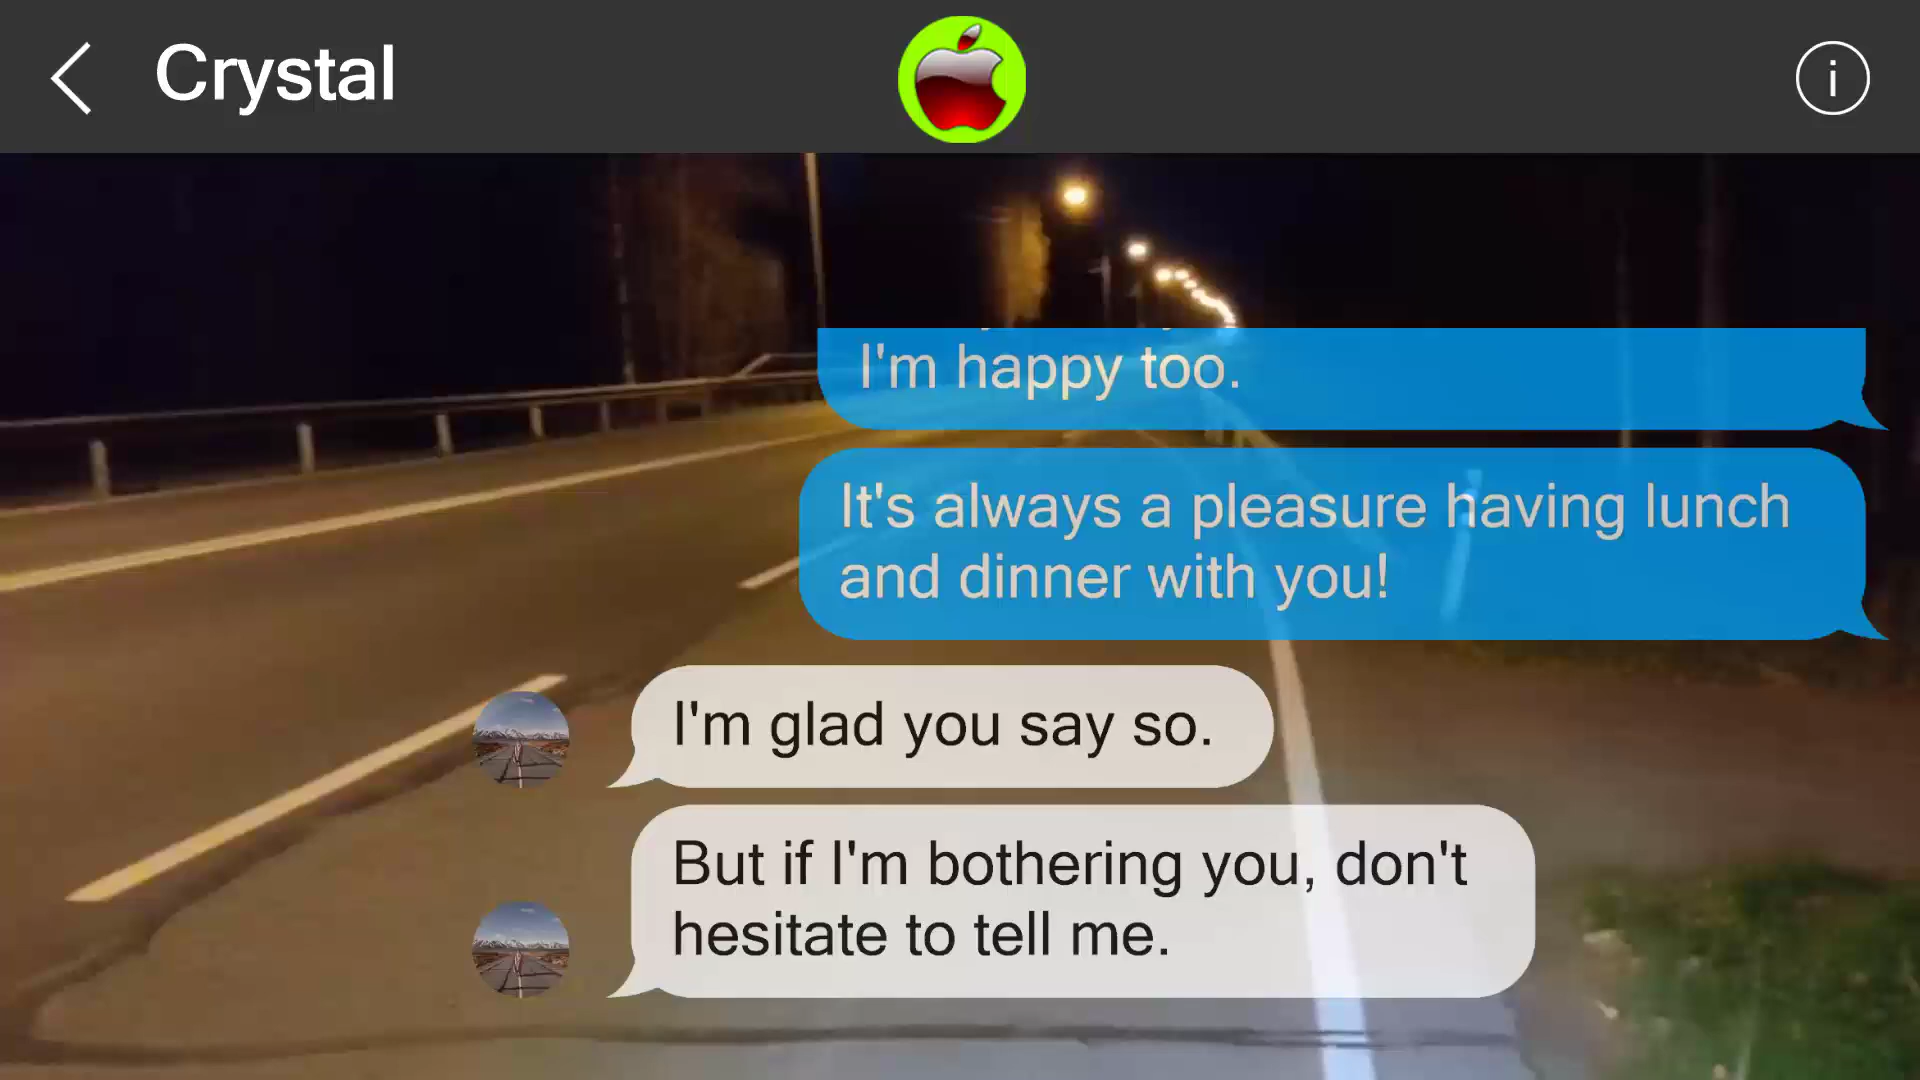 Crystal
i
I'm happy too.
It's always a pleasure having lunch
and dinner with you!
I'm glad you say so.
But if I'm bothering you, don't
hesitate to tell me.